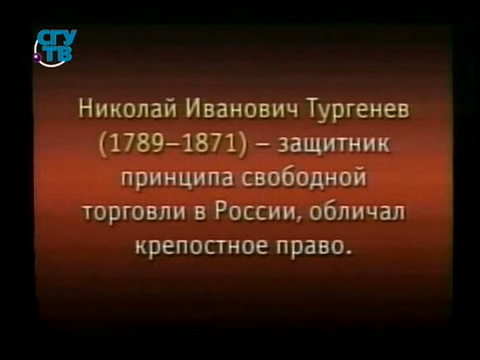 СГУ
ТВ
Николай Иванович Тургенев
(1789–1871) – защитник
принципа свободной
торговли в России, обличал
крепостное право.